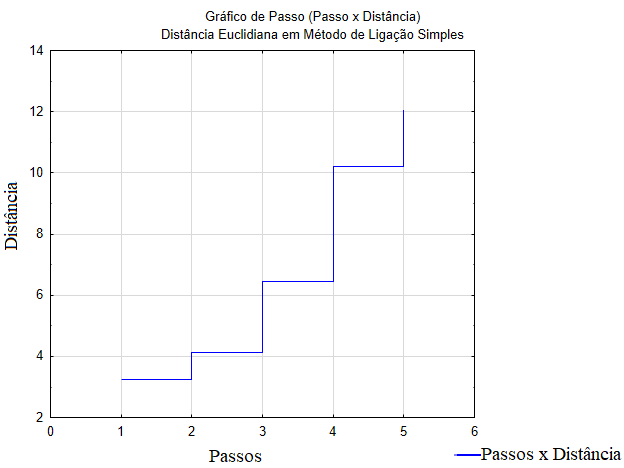 Gráfico de Passo (Passo x Distância)
Distância Euclidiana em Método de Ligação Simples
14
12
10
8
6
4
2
Distância
0 1 2 3 4 5 6
Passos
Passos x Distância